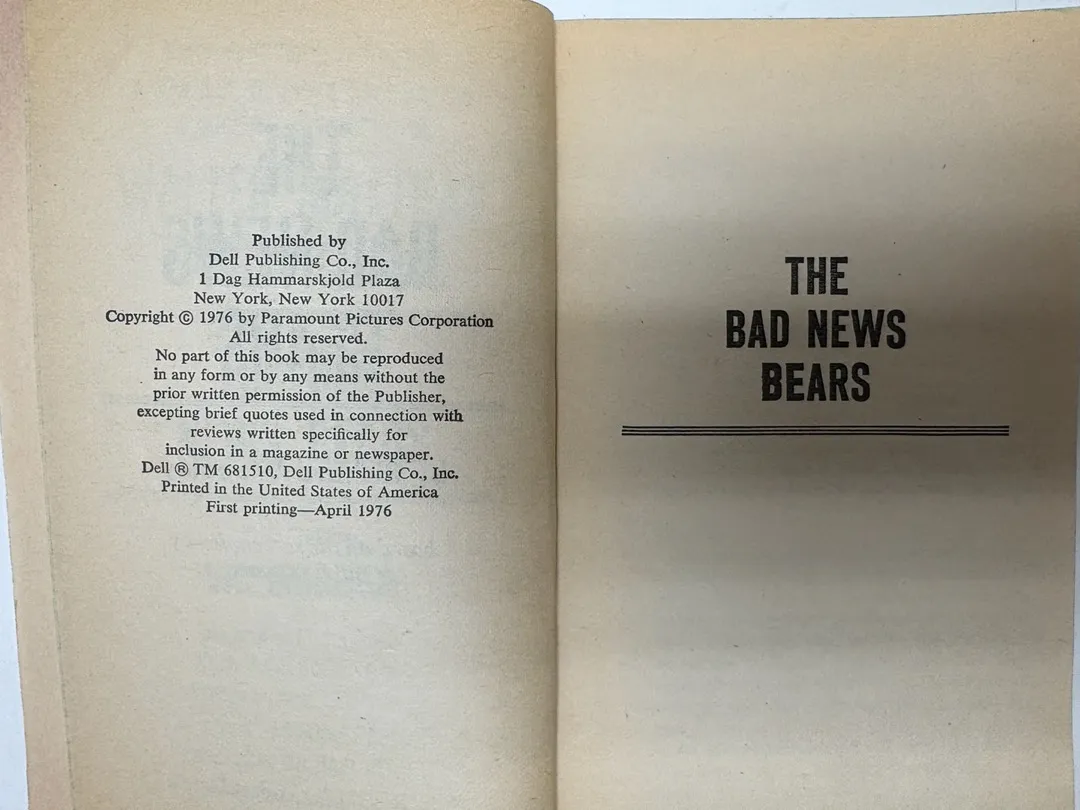 Published by
Dell Publishing Co., Inc.
1 Dag Hammarskjold Plaza
New York, New York 10017
Copyright © 1976 by Paramount Pictures Corporation
All rights reserved.
No part of this book may be reproduced
in any form or by any means without the
prior written permission of the Publisher,
excepting brief quotes used in connection with
reviews written specifically for
inclusion in a magazine or newspaper.
Dell ® TM 681510, Dell Publishing Co., Inc.
Printed in the United States of America
First printing—April 1976
THE
BAD NEWS
BEARS